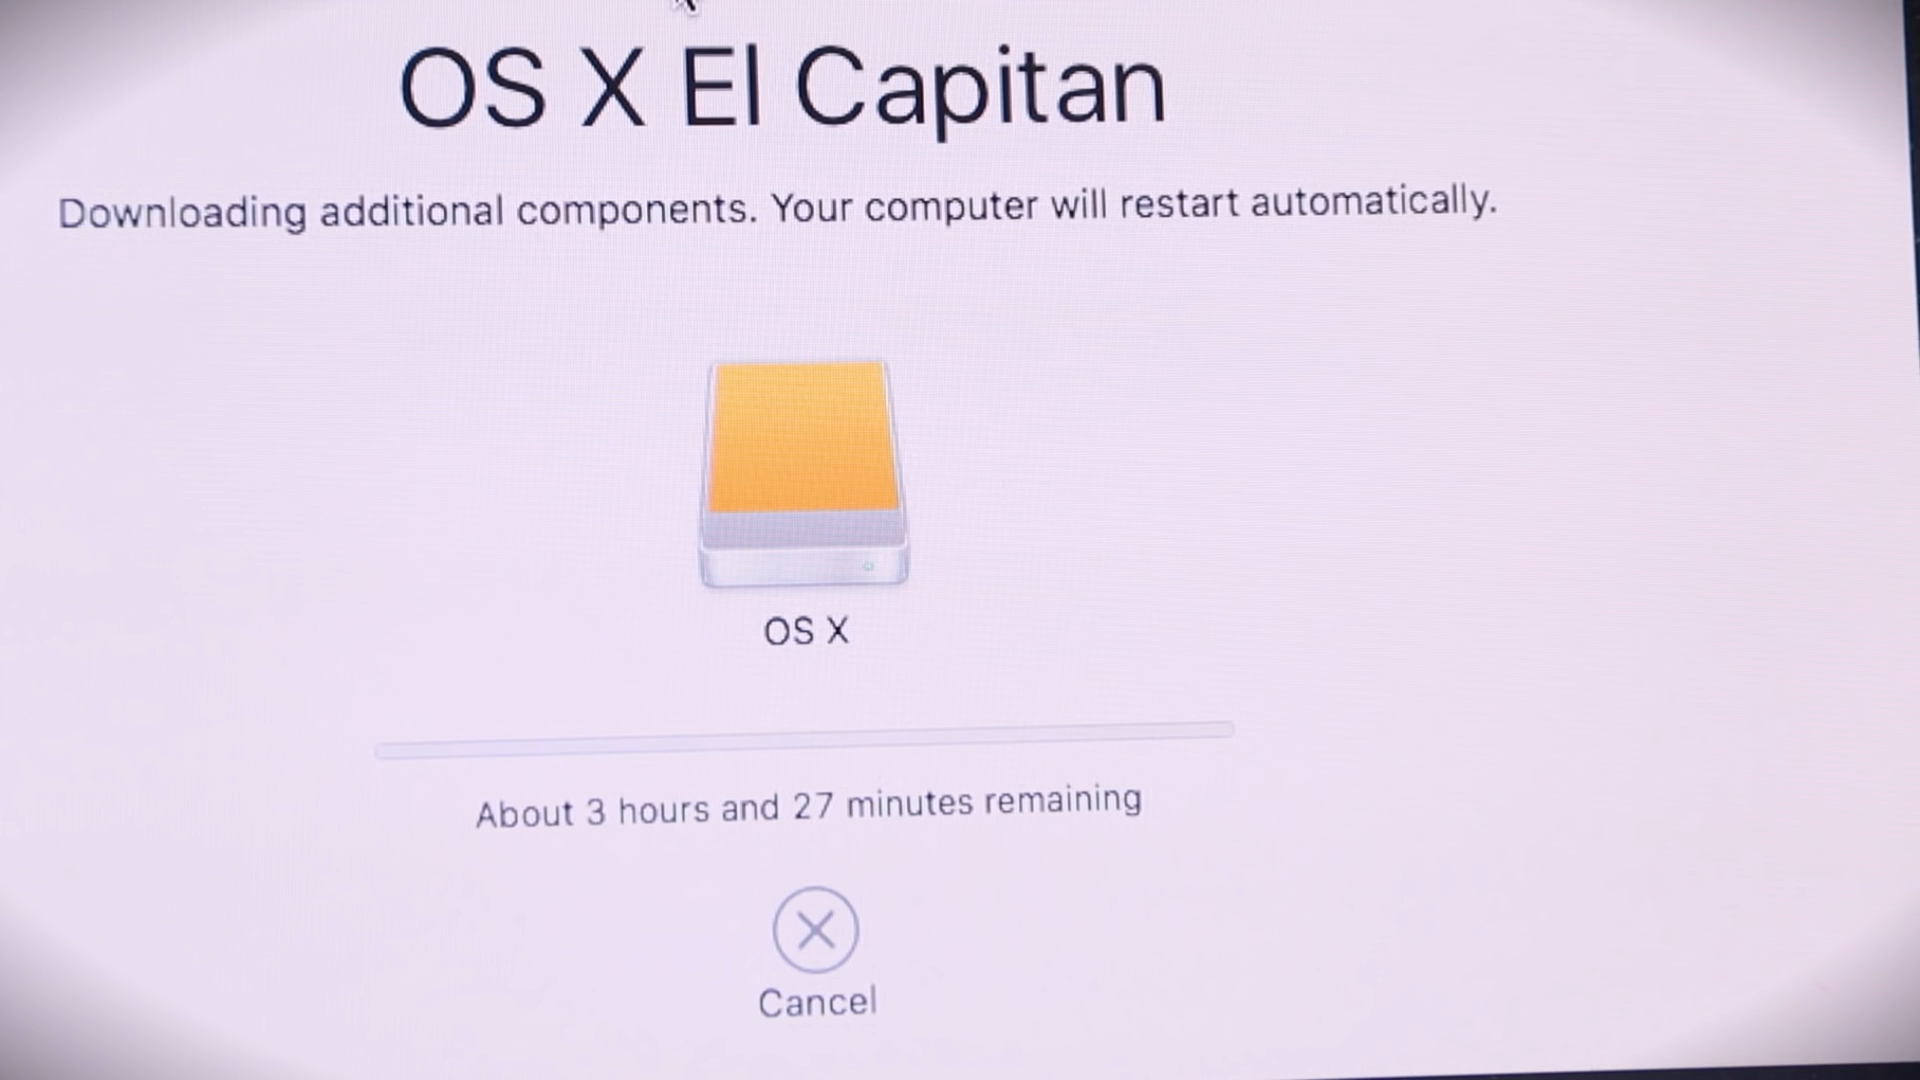 OS X El Capitan
Downloading additional components. Your computer will restart automatically.
OS X
About 3 hours and 27 minutes remaining
Cancel